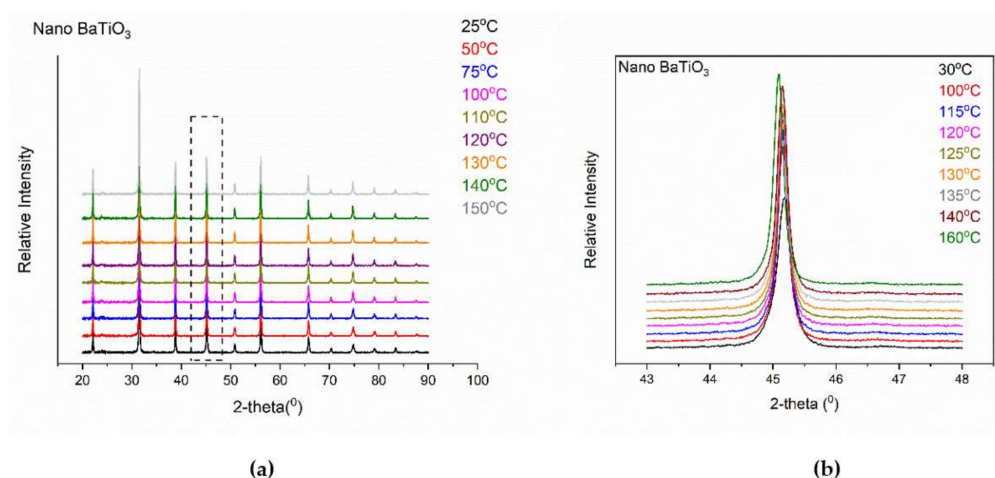 Nano BaTiO₃
25°C
50°C
75°C
100°C
110°C
120°C
130°C
140°C
150°C
Relative Intensity
20 30 40 50 60 70 80 90 100
2-theta(⁰)
(a)
Nano BaTiO₃
30°C
100°C
115°C
120°C
125°C
130°C
135°C
140°C
160°C
Relative Intensity
43 44 45 46 47 48
2-theta (⁰)
(b)